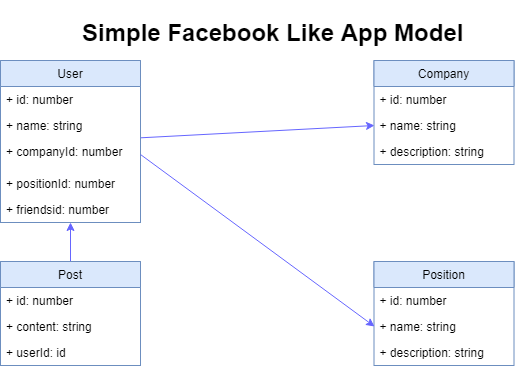 Simple Facebook Like App Model
User
+ id: number
+ name: string
+ companyId: number
+ positionId: number
+ friendsid: number
Company
+ id: number
+ name: string
+ description: string
Post
+ id: number
+ content: string
+ userId: id
Position
+ id: number
+ name: string
+ description: string